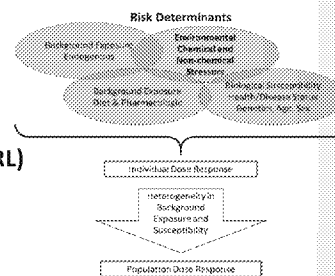 Risk Determinants
Environmental
Chemical and
Non-chemical
Stressors
Background Exposure
Endogenous
Background Exposure
Diet & Pharmacologic
Biological Susceptibility
Health/Disease Status
Genetics, Age, Sex
RL)
Individual Dose Response
Heterogeneity in
Background
Exposure and
Susceptibility
Population Dose Response